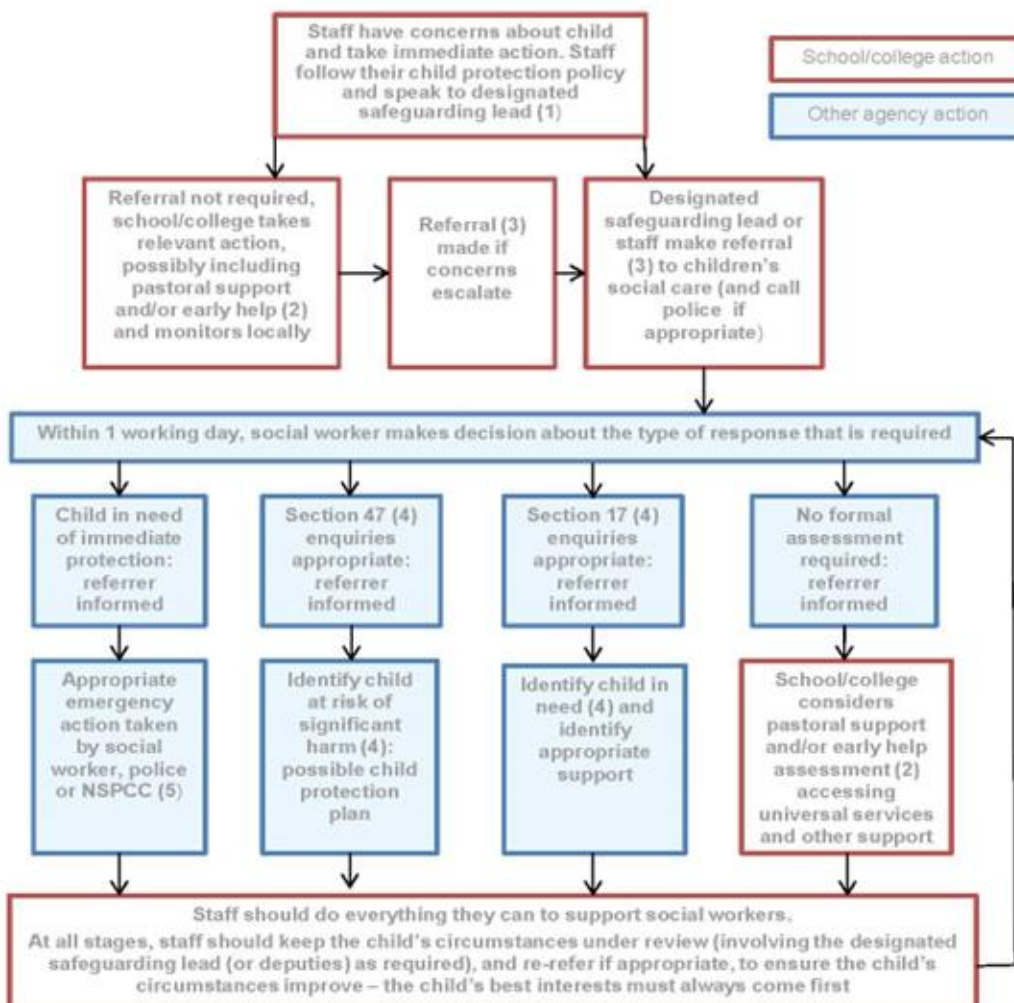 Staff have concerns about child
and take immediate action. Staff
follow their child protection policy
and speak to designated
safeguarding lead (1)
School/college action
Other agency action
Referral not required,
school/college takes
relevant action,
possibly including
pastoral support
and/or early help (2)
and monitors locally
Referral (3)
made if
concerns
escalate
Designated
safeguarding lead or
staff make referral
(3) to children's
social care (and call
police if
appropriate)
Within 1 working day, social worker makes decision about the type of response that is required
Child in need
of immediate
protection:
referrer
informed
Section 47 (4)
enquiries
appropriate:
referrer
informed
Section 17 (4)
enquiries
appropriate:
referrer
informed
No formal
assessment
required:
referrer
informed
Appropriate
emergency
action taken
by social
worker, police
or NSPCC (5)
Identify child
at risk of
significant
harm (4):
possible child
protection
plan
Identify child in
need (4) and
identify
appropriate
support
School/college
considers
pastoral support
and/or early help
assessment (2)
accessing
universal services
and other support
Staff should do everything they can to support social workers.
At all stages, staff should keep the child's circumstances under review (involving the designated
safeguarding lead (or deputies) as required), and re-refer if appropriate, to ensure the child's
circumstances improve – the child's best interests must always come first